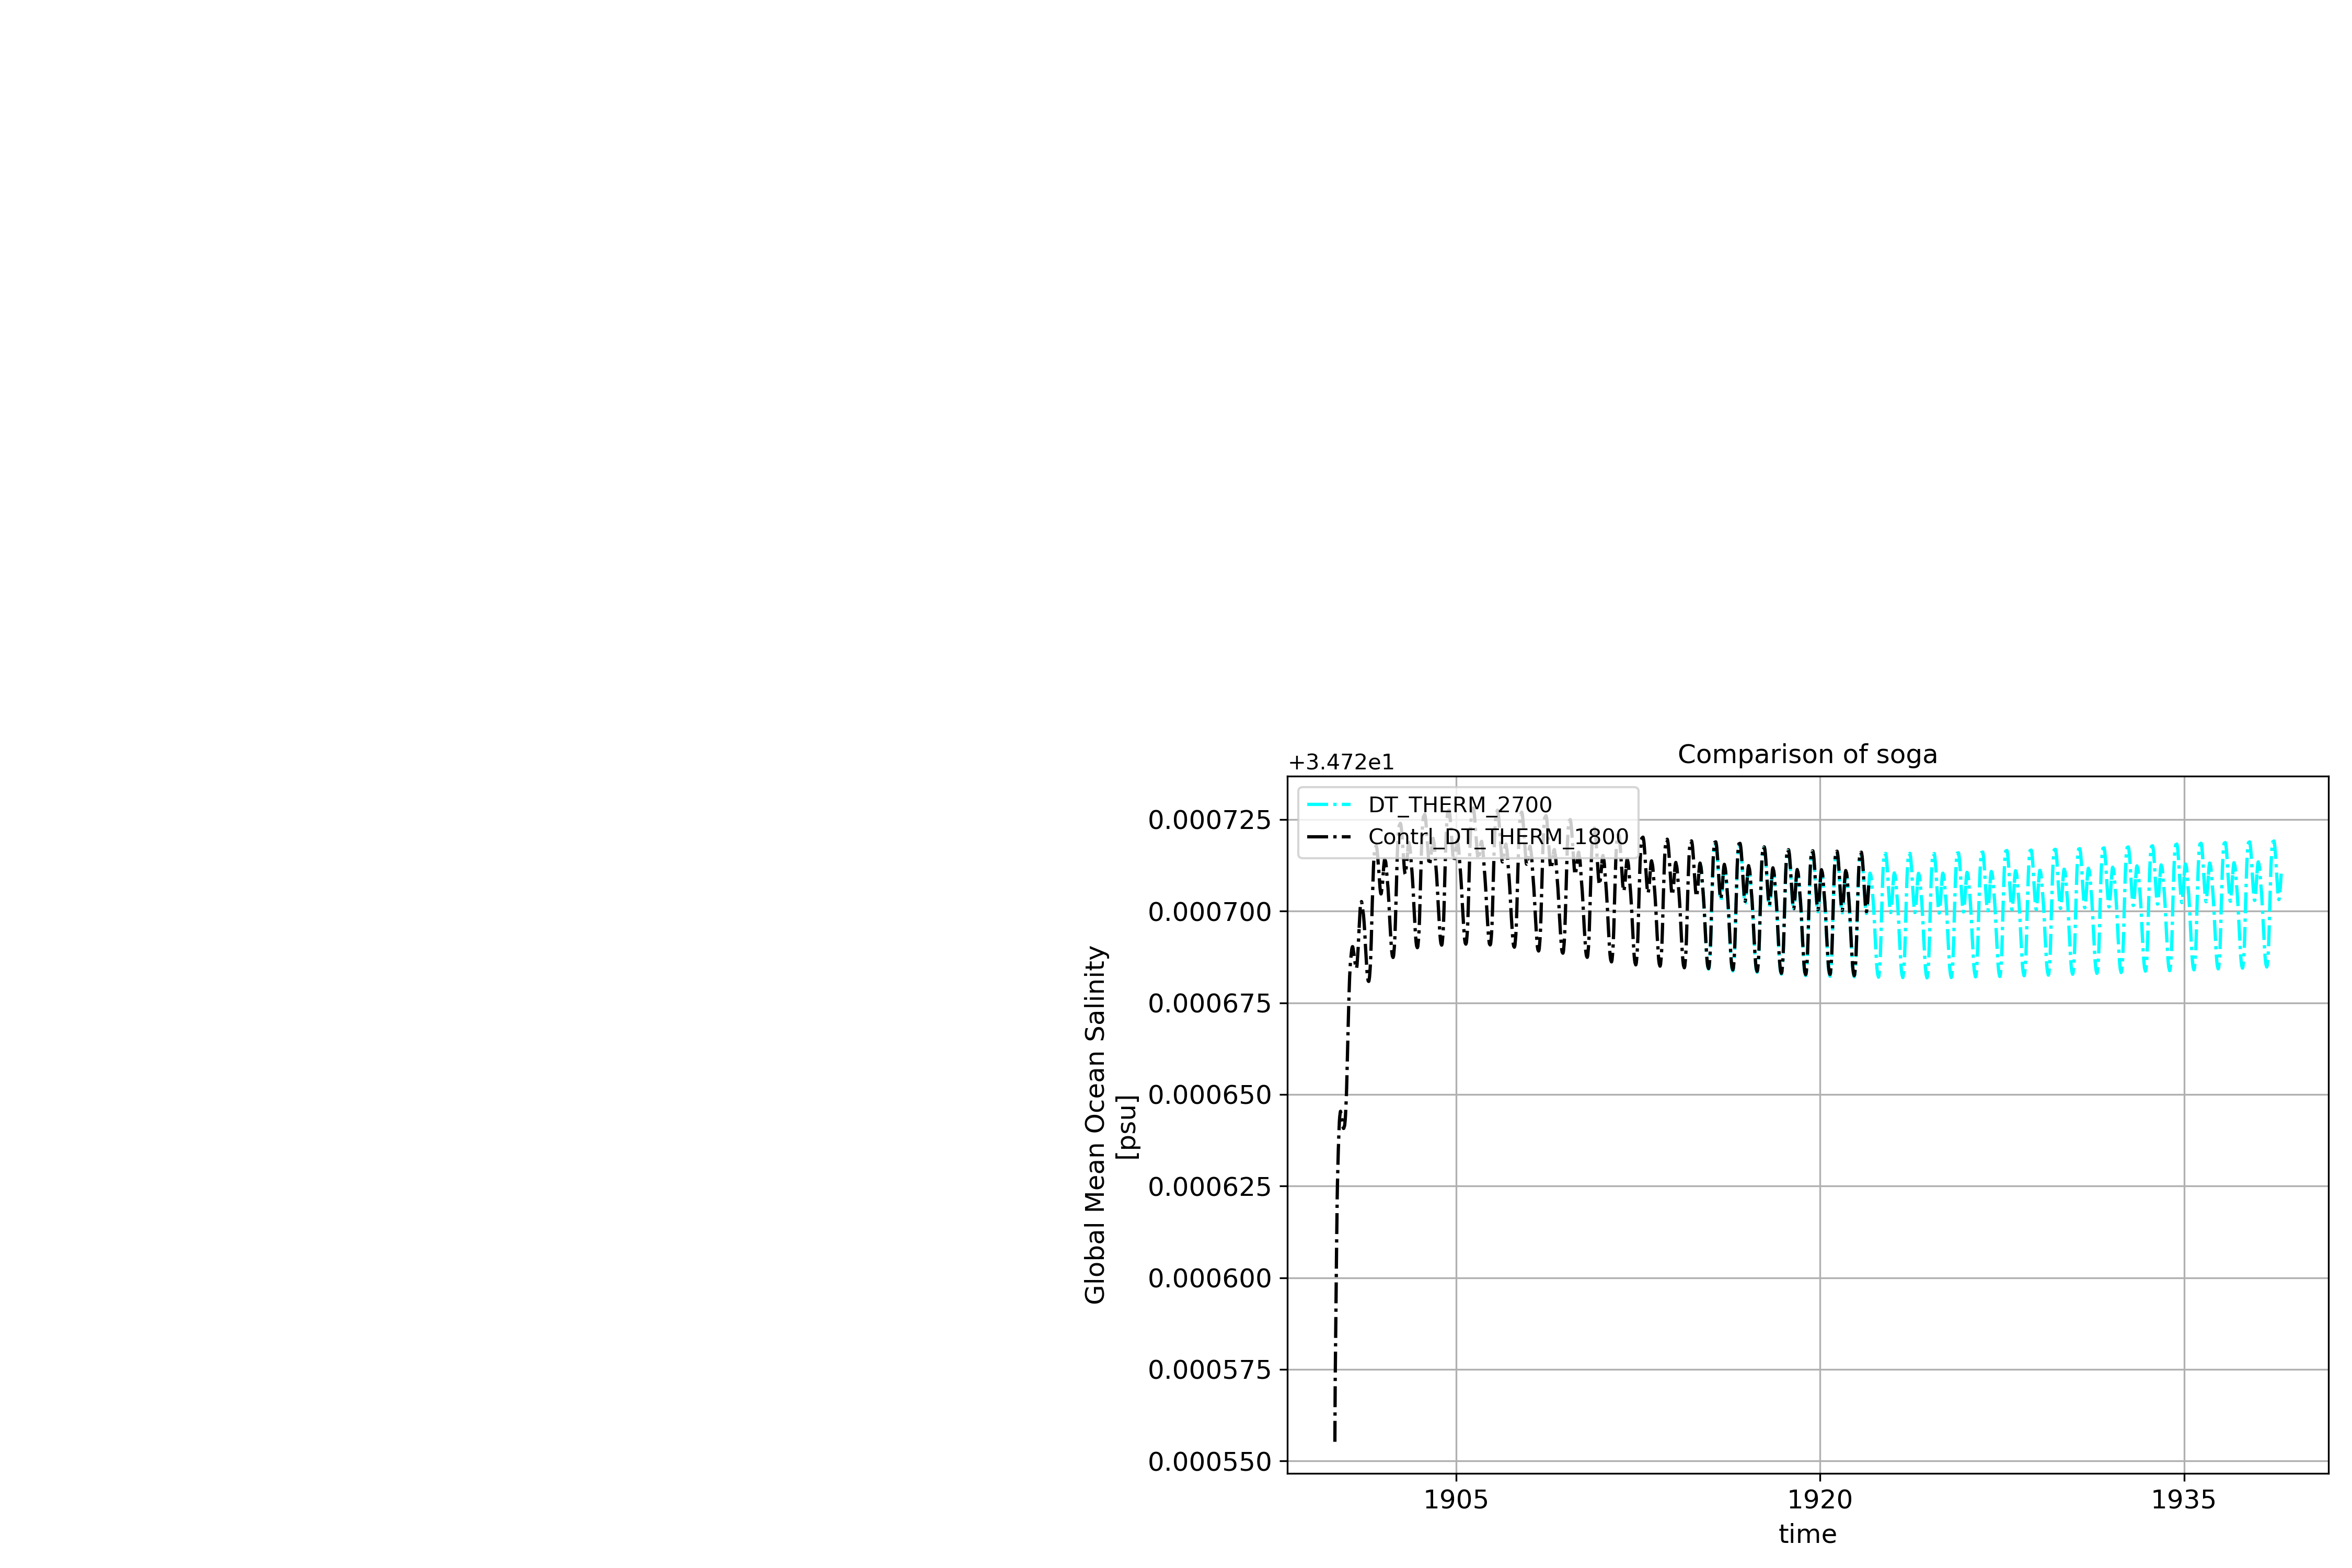 Comparison of soga
+3.472e1
DT_THERM_2700
Contrl_DT_THERM_1800
0.000725
0.000700
0.000675
0.000650
0.000625
0.000600
0.000575
0.000550
Global Mean Ocean Salinity
[psu]
1905 1920 1935
time